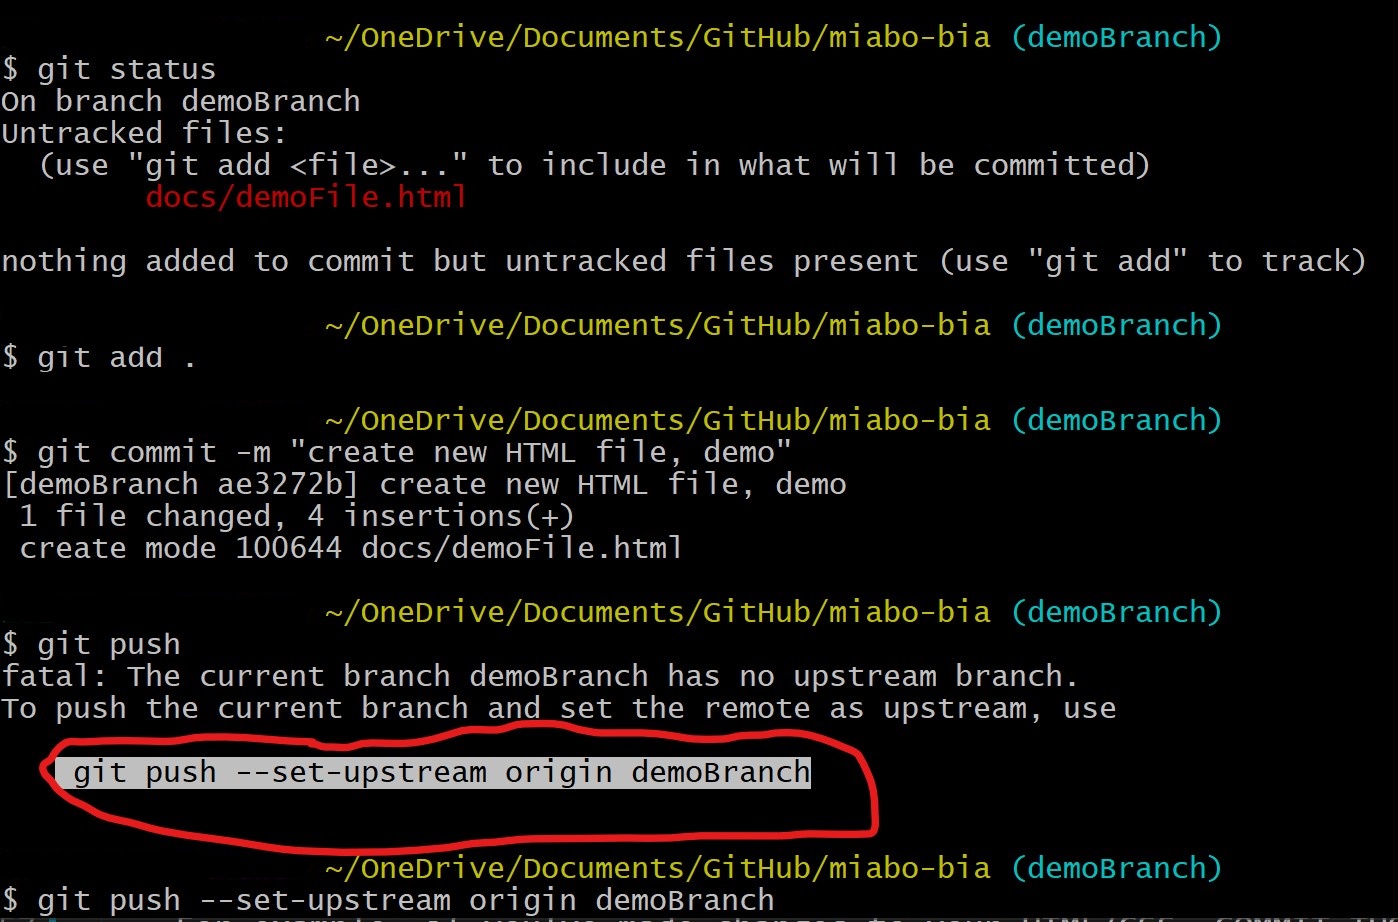 ~/OneDrive/Documents/GitHub/miabo-bia (demoBranch)
$ git status
On branch demoBranch
Untracked files:
(use "git add <file>..." to include in what will be committed)
docs/demoFile.html
nothing added to commit but untracked files present (use "git add" to track)
~/OneDrive/Documents/GitHub/miabo-bia (demoBranch)
$ git add .
~/OneDrive/Documents/GitHub/miabo-bia (demoBranch)
$ git commit -m "create new HTML file, demo"
[demoBranch ae3272b] create new HTML file, demo
1 file changed, 4 insertions(+)
create mode 100644 docs/demoFile.html
~/OneDrive/Documents/GitHub/miabo-bia (demoBranch)
$ git push
fatal: The current branch demoBranch has no upstream branch.
To push the current branch and set the remote as upstream, use
git push --set-upstream origin demoBranch
~/OneDrive/Documents/GitHub/miabo-bia (demoBranch)
$ git push --set-upstream origin demoBranch